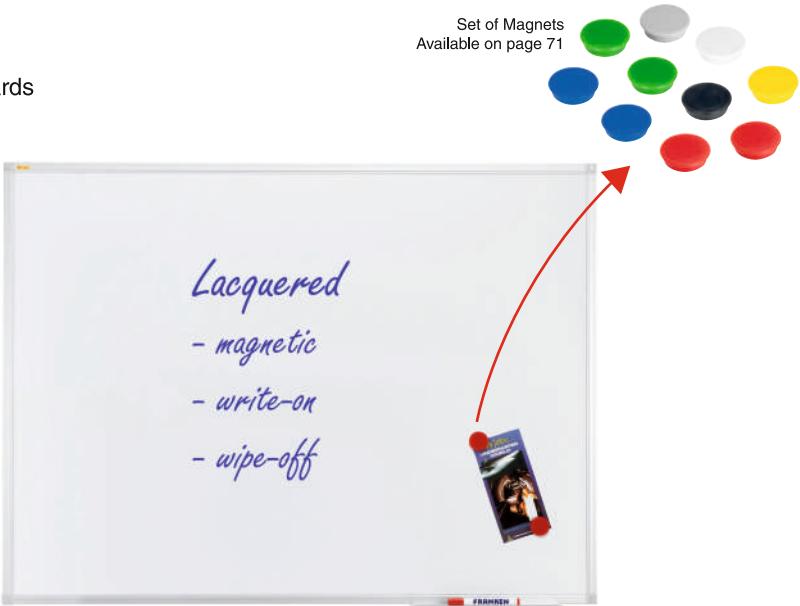 Set of Magnets
Available on page 71
rds
Lacquered
- magnetic
- write-on
- wipe-off
FRANKEN